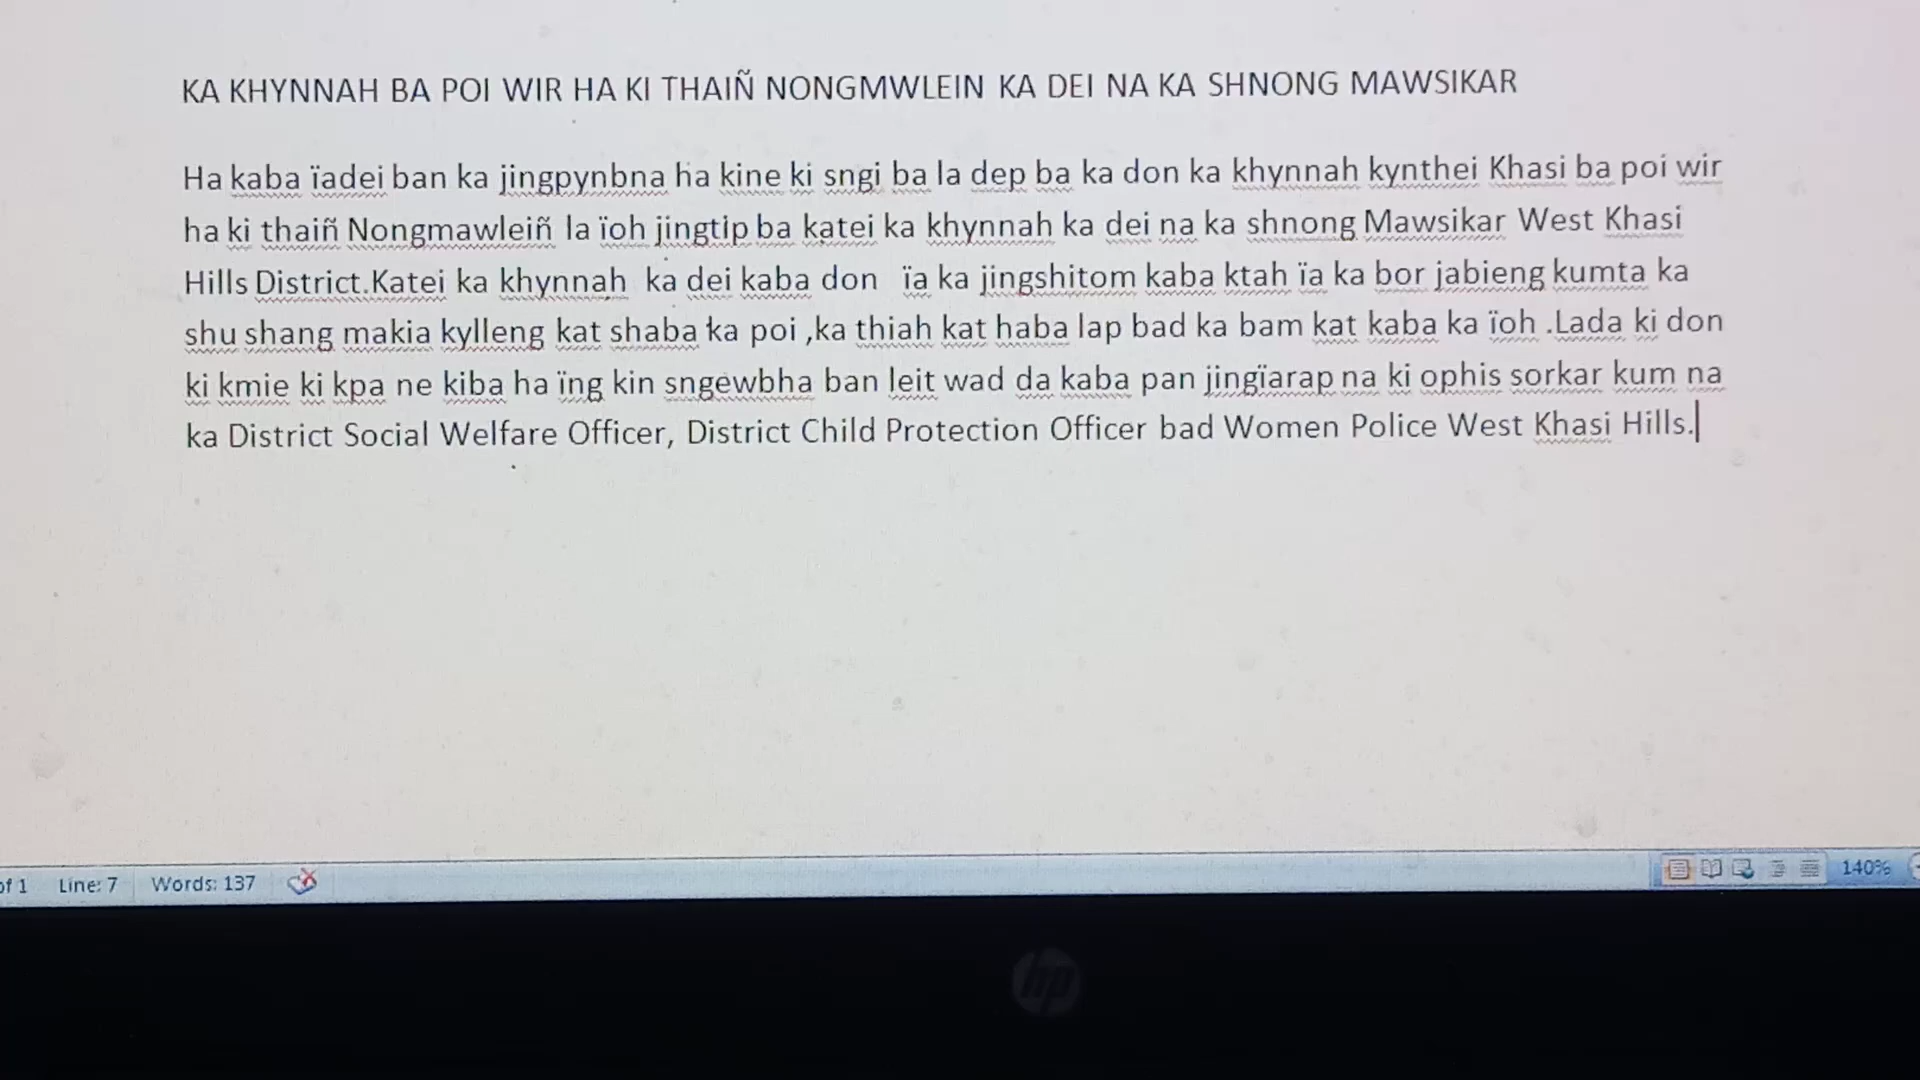 KA KHYNNAH BA POI WIR HA KI THAIÑ NONGMWLEIN KA DEI NA KA SHNONG MAWSIKAR
Ha kaba ïadei ban ka jingpynbna ha kine ki sngi ba la dep ba ka don ka khynnah kynthei Khasi ba poi wir
ha ki thaiñ Nongmawleiñ la ïoh jingtip ba katei ka khynnah ka dei na ka shnong Mawsikar West Khasi
Hills District.Katei ka khynnah ka dei kaba don ïa ka jingshitom kaba ktah ïa ka bor jabieng kumta ka
shu shang makia kylleng kat shaba ka poi ,ka thiah kat haba lap bad ka bam kat kaba ka ïoh .Lada ki don
ki kmie ki kpa ne kiba ha ïng kin sngewbha ban leit wad da kaba pan jingïarap na ki ophis sorkar kum na
ka District Social Welfare Officer, District Child Protection Officer bad Women Police West Khasi Hills.
of 1 Line: 7 Words: 137 140%
hp